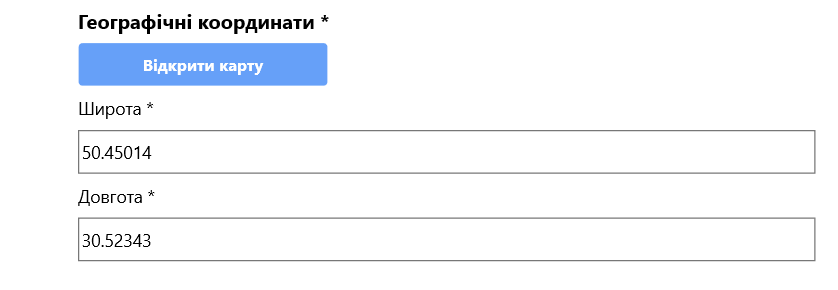 Географічні координати *
Відкрити карту
Широта *
50.45014
Довгота *
30.52343